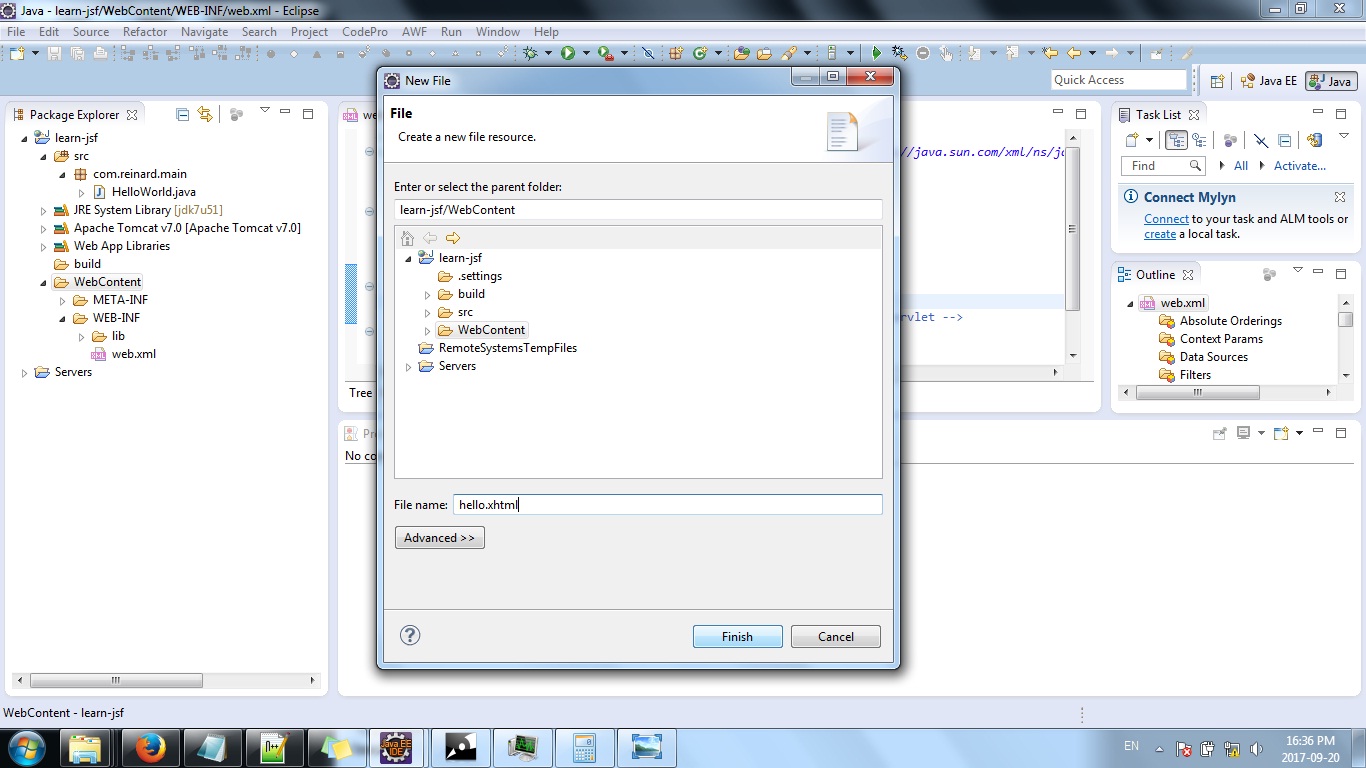 Java - learn-jsf/WebContent/WEB-INF/web.xml - Eclipse
File Edit Source Refactor Navigate Search Project CodePro AWF Run Window Help
Quick Access
Java EE
Java
Package Explorer
learn-jsf
src
com.reinard.main
HelloWorld.java
JRE System Library [jdk7u51]
Apache Tomcat v7.0 [Apache Tomcat v7.0]
Web App Libraries
build
WebContent
META-INF
WEB-INF
lib
web.xml
Servers
New File
File
Create a new file resource.
Enter or select the parent folder:
learn-jsf/WebContent
learn-jsf
.settings
build
src
WebContent
RemoteSystemsTempFiles
Servers
File name: hello.xhtml
Advanced >>
Finish Cancel
//java.sun.com/xml/ns/j
-->
Tree
No co
Task List
Find
All Activate...
Connect Mylyn
Connect to your task and ALM tools or
create a local task.
Outline
web.xml
Absolute Orderings
Context Params
Data Sources
Filters
WebContent - learn-jsf
Java EE
IDE
EN
16:36 PM
2017-09-20